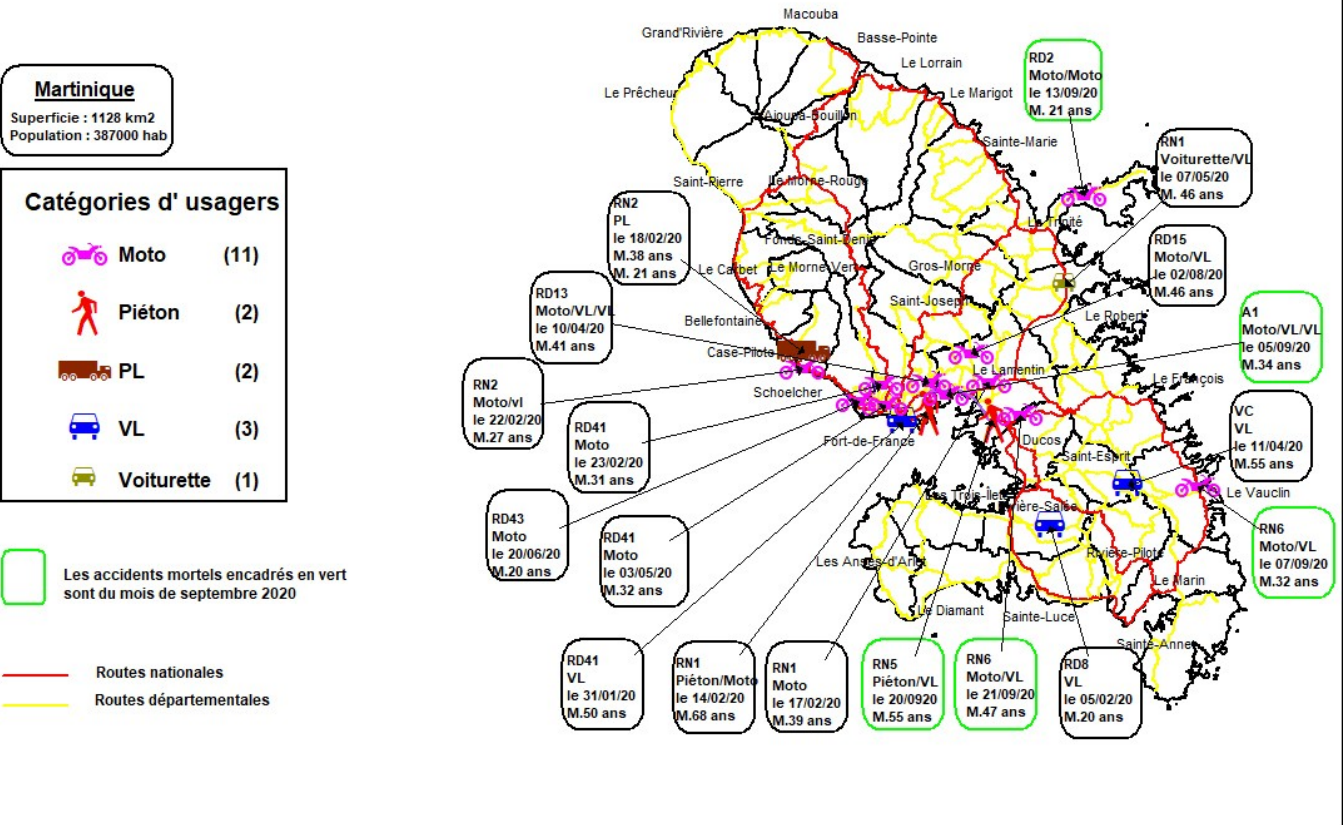 Martinique
Superficie : 1128 km2
Population : 387000 hab
Catégories d' usagers
Moto (11)
Piéton (2)
PL (2)
VL (3)
Voiturette (1)
Les accidents mortels encadrés en vert
sont du mois de septembre 2020
Routes nationales
Routes départementales
Macouba
Grand'Rivière
Basse-Pointe
Le Lorrain
Le Prêcheur
Le Marigot
Ajoupa-Bouillon
Sainte-Marie
Saint-Pierre
Le Morne-Rouge
La Trinité
Fonds-Saint-Denis
Le Carbet
Le Morne-Vert
Gros-Morne
Saint-Joseph
Bellefontaine
Le Robert
Case-Pilote
Le Lamentin
Le François
Schoelcher
Fort-de-France
Ducos
Saint-Esprit
Les Trois-Ilets
Rivière-Salée
Le Vauclin
Les Anses-d'Arlet
Rivière-Pilote
Le Marin
Le Diamant
Sainte-Luce
Sainte-Anne
RD2
Moto/Moto
le 13/09/20
M. 21 ans
RN1
Voiturette/VL
le 07/05/20
M. 46 ans
RN2
PL
le 18/02/20
M.38 ans
M. 21 ans
RD15
Moto/VL
le 02/08/20
M.46 ans
RD13
Moto/VL/VL
le 10/04/20
M.41 ans
A1
Moto/VL/VL
le 05/09/20
M.34 ans
RN2
Moto/vl
le 22/02/20
M.27 ans
RD41
Moto
le 23/02/20
M.31 ans
VC
VL
le 11/04/20
M.55 ans
RD43
Moto
le 20/06/20
M.20 ans
RD41
Moto
le 03/05/20
M.32 ans
RN6
Moto/VL
le 07/09/20
M.32 ans
RD41
VL
le 31/01/20
M.50 ans
RN1
Piéton/Moto
le 14/02/20
M.68 ans
RN1
Moto
le 17/02/20
M.39 ans
RN5
Piéton/VL
le 20/0920
M.55 ans
RN6
Moto/VL
le 21/09/20
M.47 ans
RD8
VL
le 05/02/20
M.20 ans